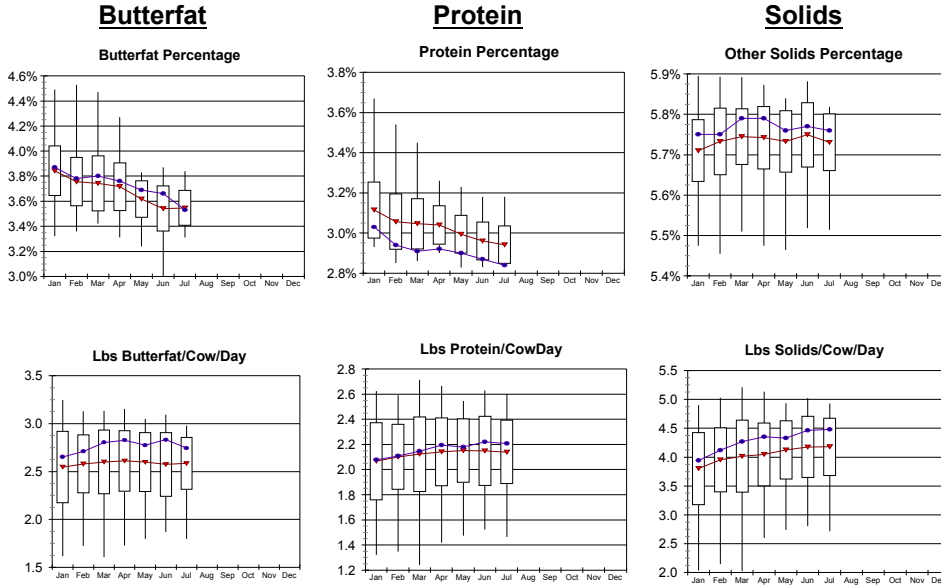 Butterfat
Protein
Solids
Butterfat Percentage
4.6%
4.4%
4.2%
4.0%
3.8%
3.6%
3.4%
3.2%
3.0%
Jan Feb Mar Apr May Jun Jul Aug Sep Oct Nov Dec
Protein Percentage
3.8%
3.6%
3.4%
3.2%
3.0%
2.8%
Jan Feb Mar Apr May Jun Jul Aug Sep Oct Nov Dec
Other Solids Percentage
5.9%
5.8%
5.7%
5.5%
5.4%
Jan Feb Mar Apr May Jun Jul Aug Sep Oct Nov Dec
Lbs Butterfat/Cow/Day
3.5
3.0
2.5
2.0
1.5
Jan Feb Mar Apr May Jun Jul Aug Sep Oct Nov Dec
Lbs Protein/CowDay
2.8
2.6
2.4
2.2
2.0
1.8
1.6
1.4
1.2
Jan Feb Mar Apr May Jun Jul Aug Sep Oct Nov Dec
Lbs Solids/Cow/Day
5.5
5.0
4.5
4.0
3.5
3.0
2.5
2.0
Jan Feb Mar Apr May Jun Jul Aug Sep Oct Nov Dec